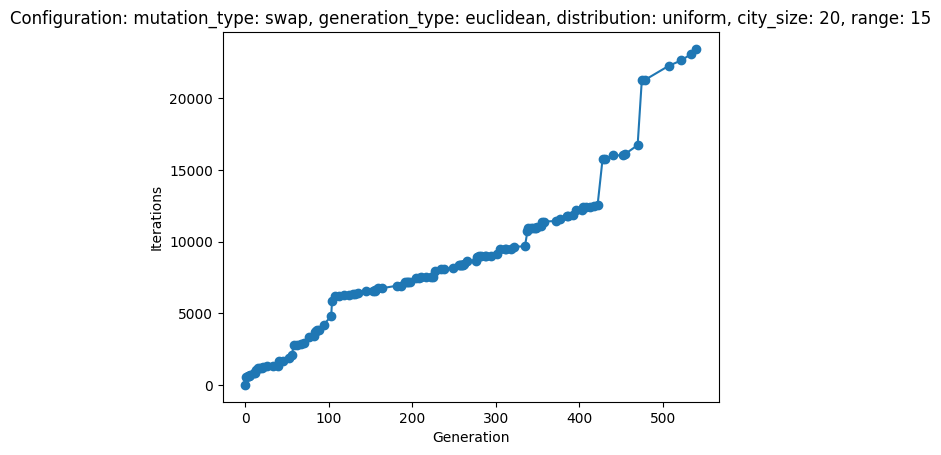 Configuration: mutation_type: swap, generation_type: euclidean, distribution: uniform, city_size: 20, range: 15
20000
15000
10000
5000
0
Iterations
0 100 200 300 400 500
Generation